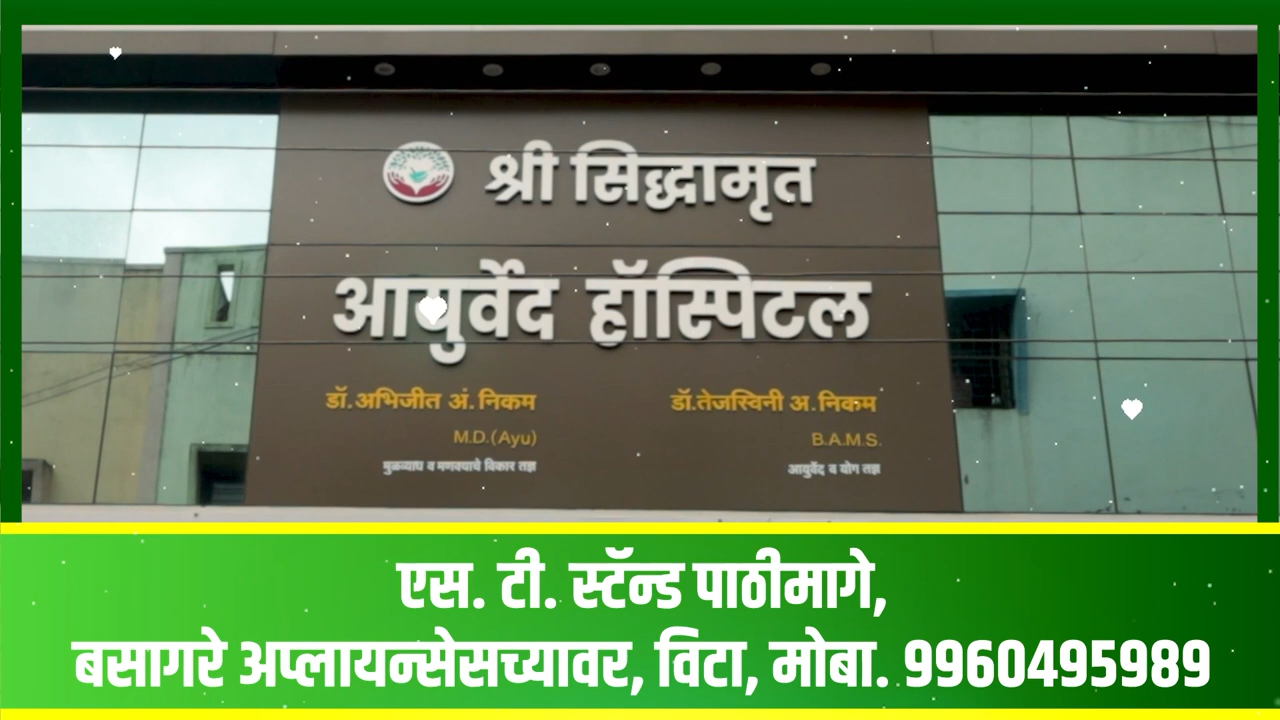 श्री सिद्धामृत
आयुर्वेद हॉस्पिटल
डॉ.अभिजीत अं.निकम
डॉ.तेजस्विनी अ.निकम
M.D.(Ayu)
B.A.M.S.
मुळव्याध व मणक्याचे विकार तज्ञ
आयुर्वेद व योग तज्ञ
एस. टी. स्टॅन्ड पाठीमागे,
बसागरे अप्लायन्सेसच्यावर, विटा, मोबा. 9960495989